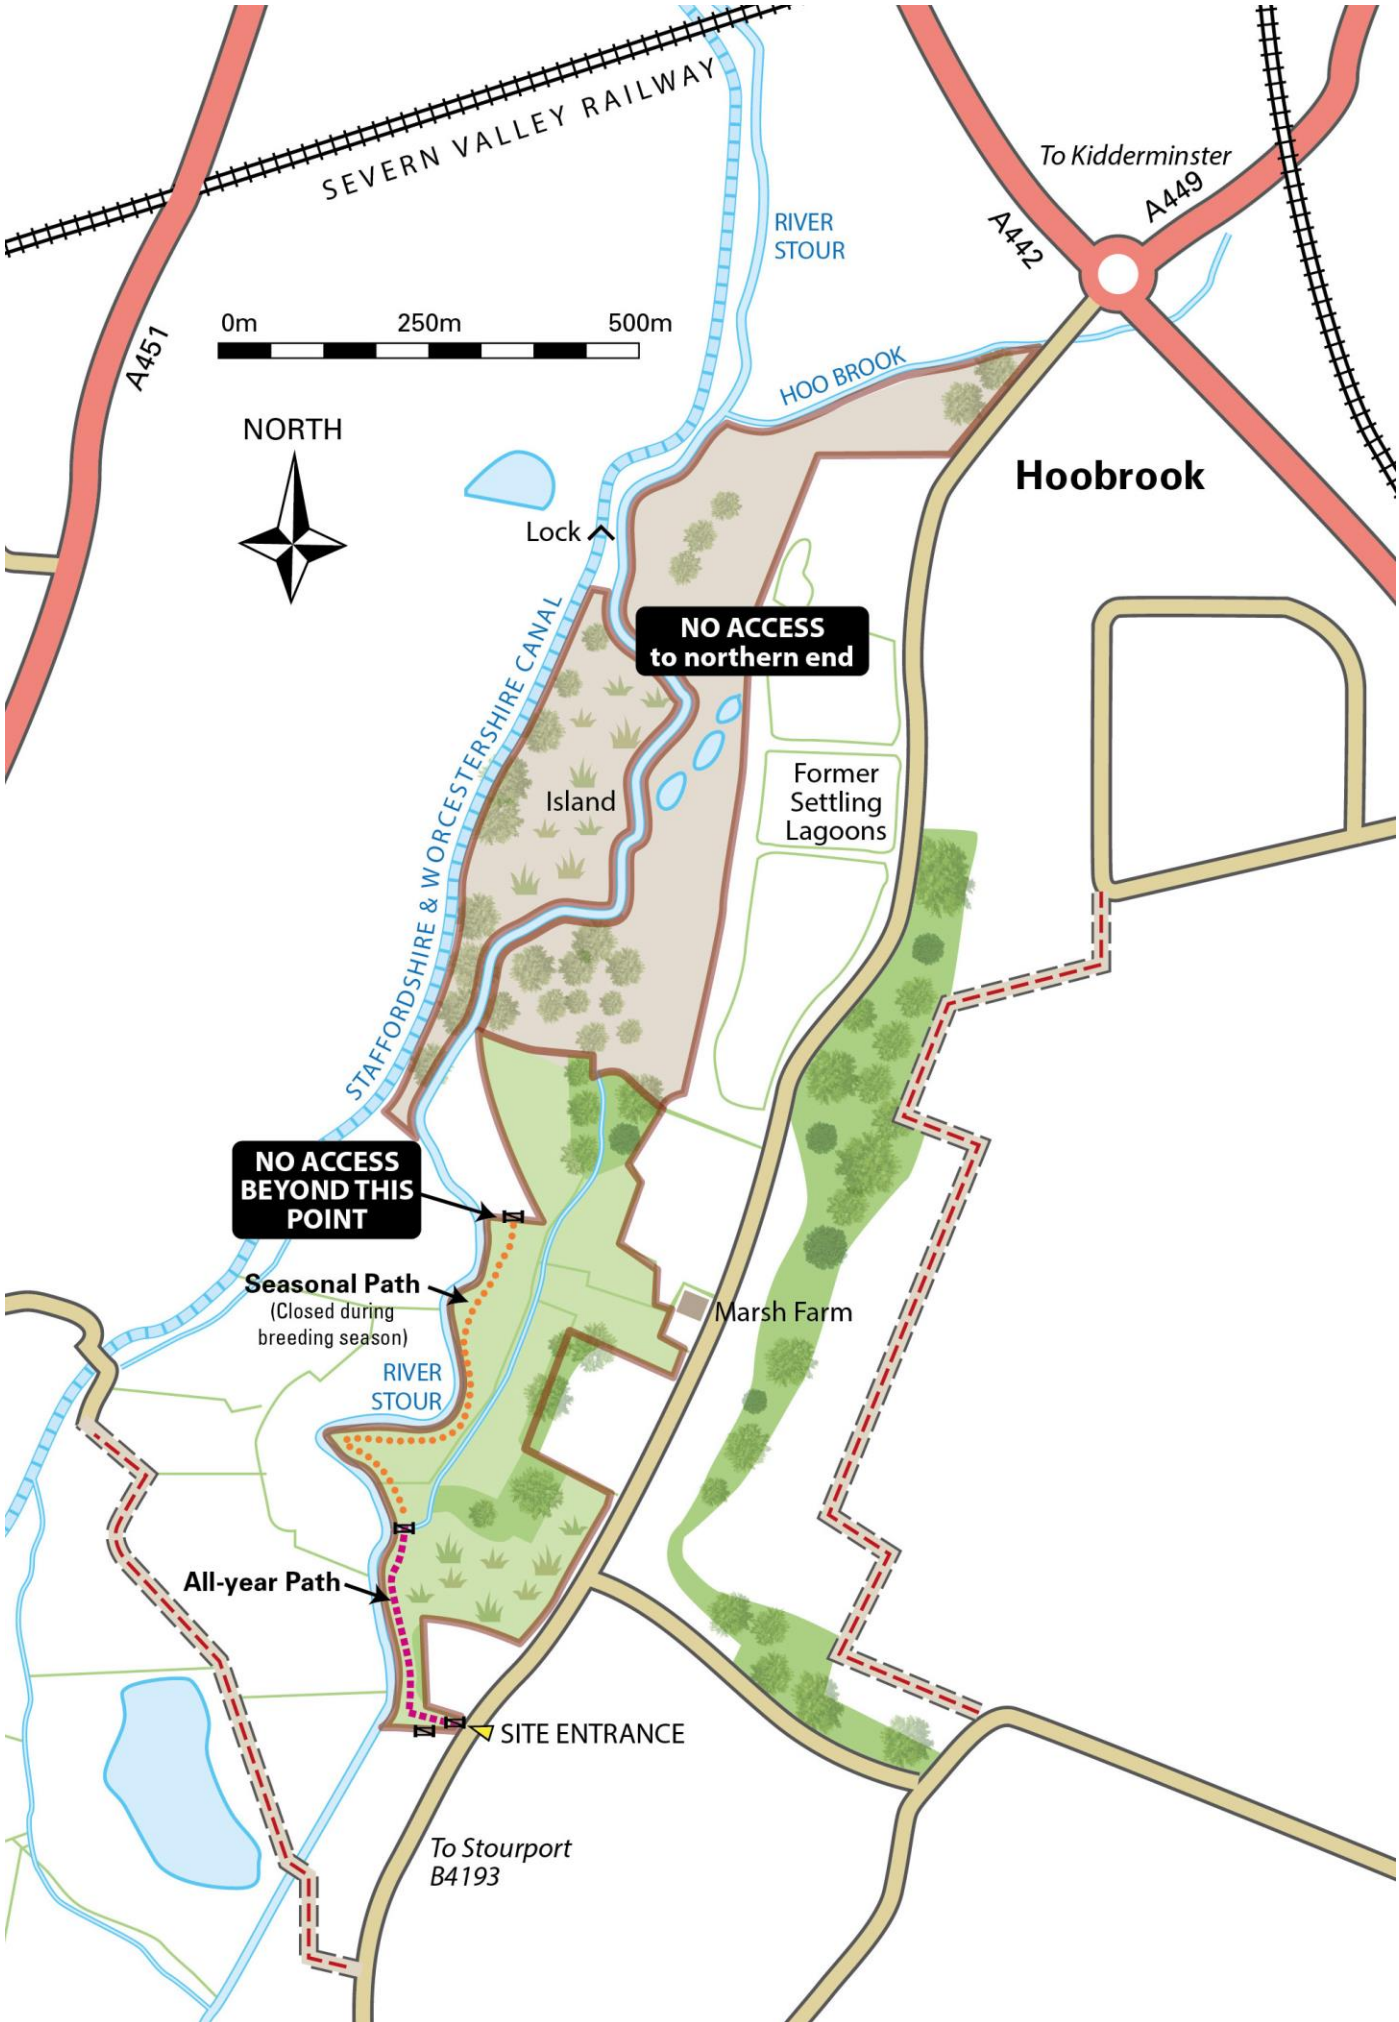 SEVERN VALLEY RAILWAY
To Kidderminster
A449
A442
RIVER
STOUR
0m 250m 500m
A451
HOO BROOK
NORTH
Hoobrook
Lock
STAFFORDSHIRE & WORCESTERSHIRE CANAL
NO ACCESS
to northern end
Island
Former
Settling
Lagoons
NO ACCESS
BEYOND THIS
POINT
Seasonal Path
(Closed during
breeding season)
Marsh Farm
RIVER
STOUR
All-year Path
SITE ENTRANCE
To Stourport
B4193